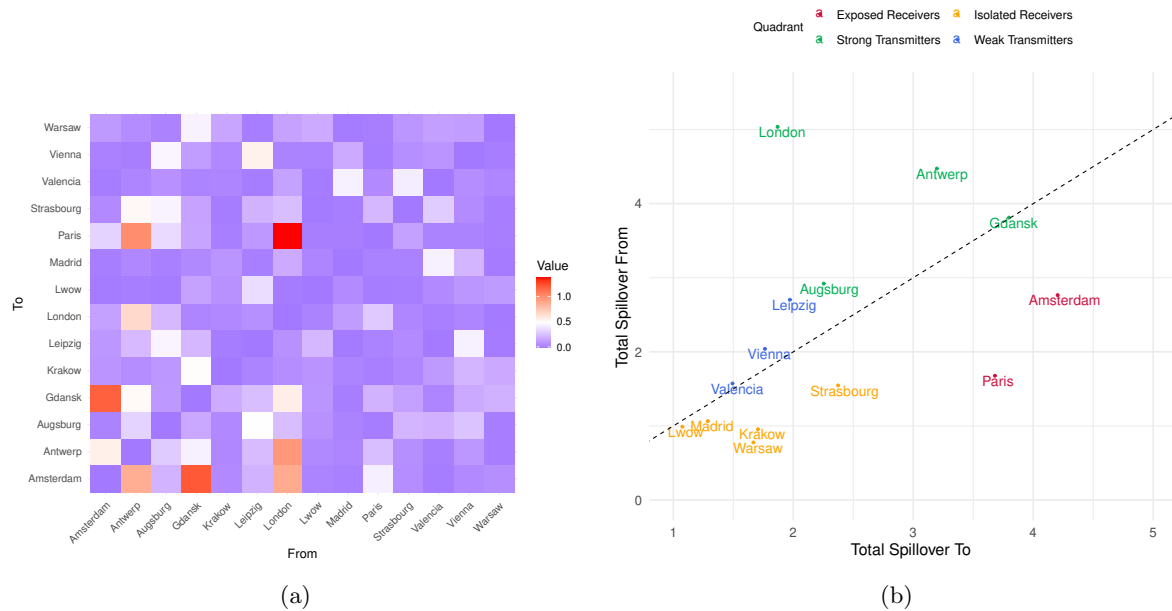 Quadrant
a Exposed Receivers
a Isolated Receivers
a Strong Transmitters
a Weak Transmitters
To
Warsaw
Vienna
Valencia
Strasbourg
Paris
Madrid
Lwow
London
Leipzig
Krakow
Gdansk
Augsburg
Antwerp
Amsterdam
Amsterdam
Antwerp
Augsburg
Gdansk
Krakow
Leipzig
London
Lwow
Madrid
Paris
Strasbourg
Valencia
Vienna
Warsaw
From
Value
1.0
0.5
0.0
(a)
Total Spillover From
4
2
0
London
Antwerp
Gdansk
Augsburg
Leipzig
Amsterdam
Vienna
Paris
Valencia
Strasbourg
Madrid
Lwow
Krakow
Warsaw
1
2
3
4
5
Total Spillover To
(b)